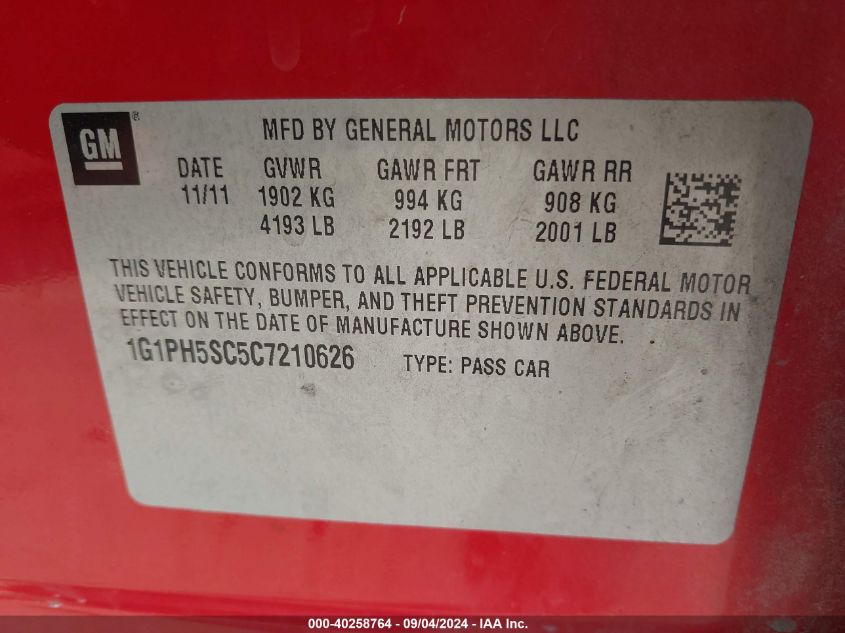 GM ®
MFD BY GENERAL MOTORS LLC
DATE GVWR GAWR FRT GAWR RR
11/11 1902 KG 994 KG 908 KG
4193 LB 2192 LB 2001 LB
THIS VEHICLE CONFORMS TO ALL APPLICABLE U.S. FEDERAL MOTOR
VEHICLE SAFETY, BUMPER, AND THEFT PREVENTION STANDARDS IN
EFFECT ON THE DATE OF MANUFACTURE SHOWN ABOVE.
1G1PH5SC5C7210626 TYPE: PASS CAR
000-40258764 - 09/04/2024 - IAA Inc.